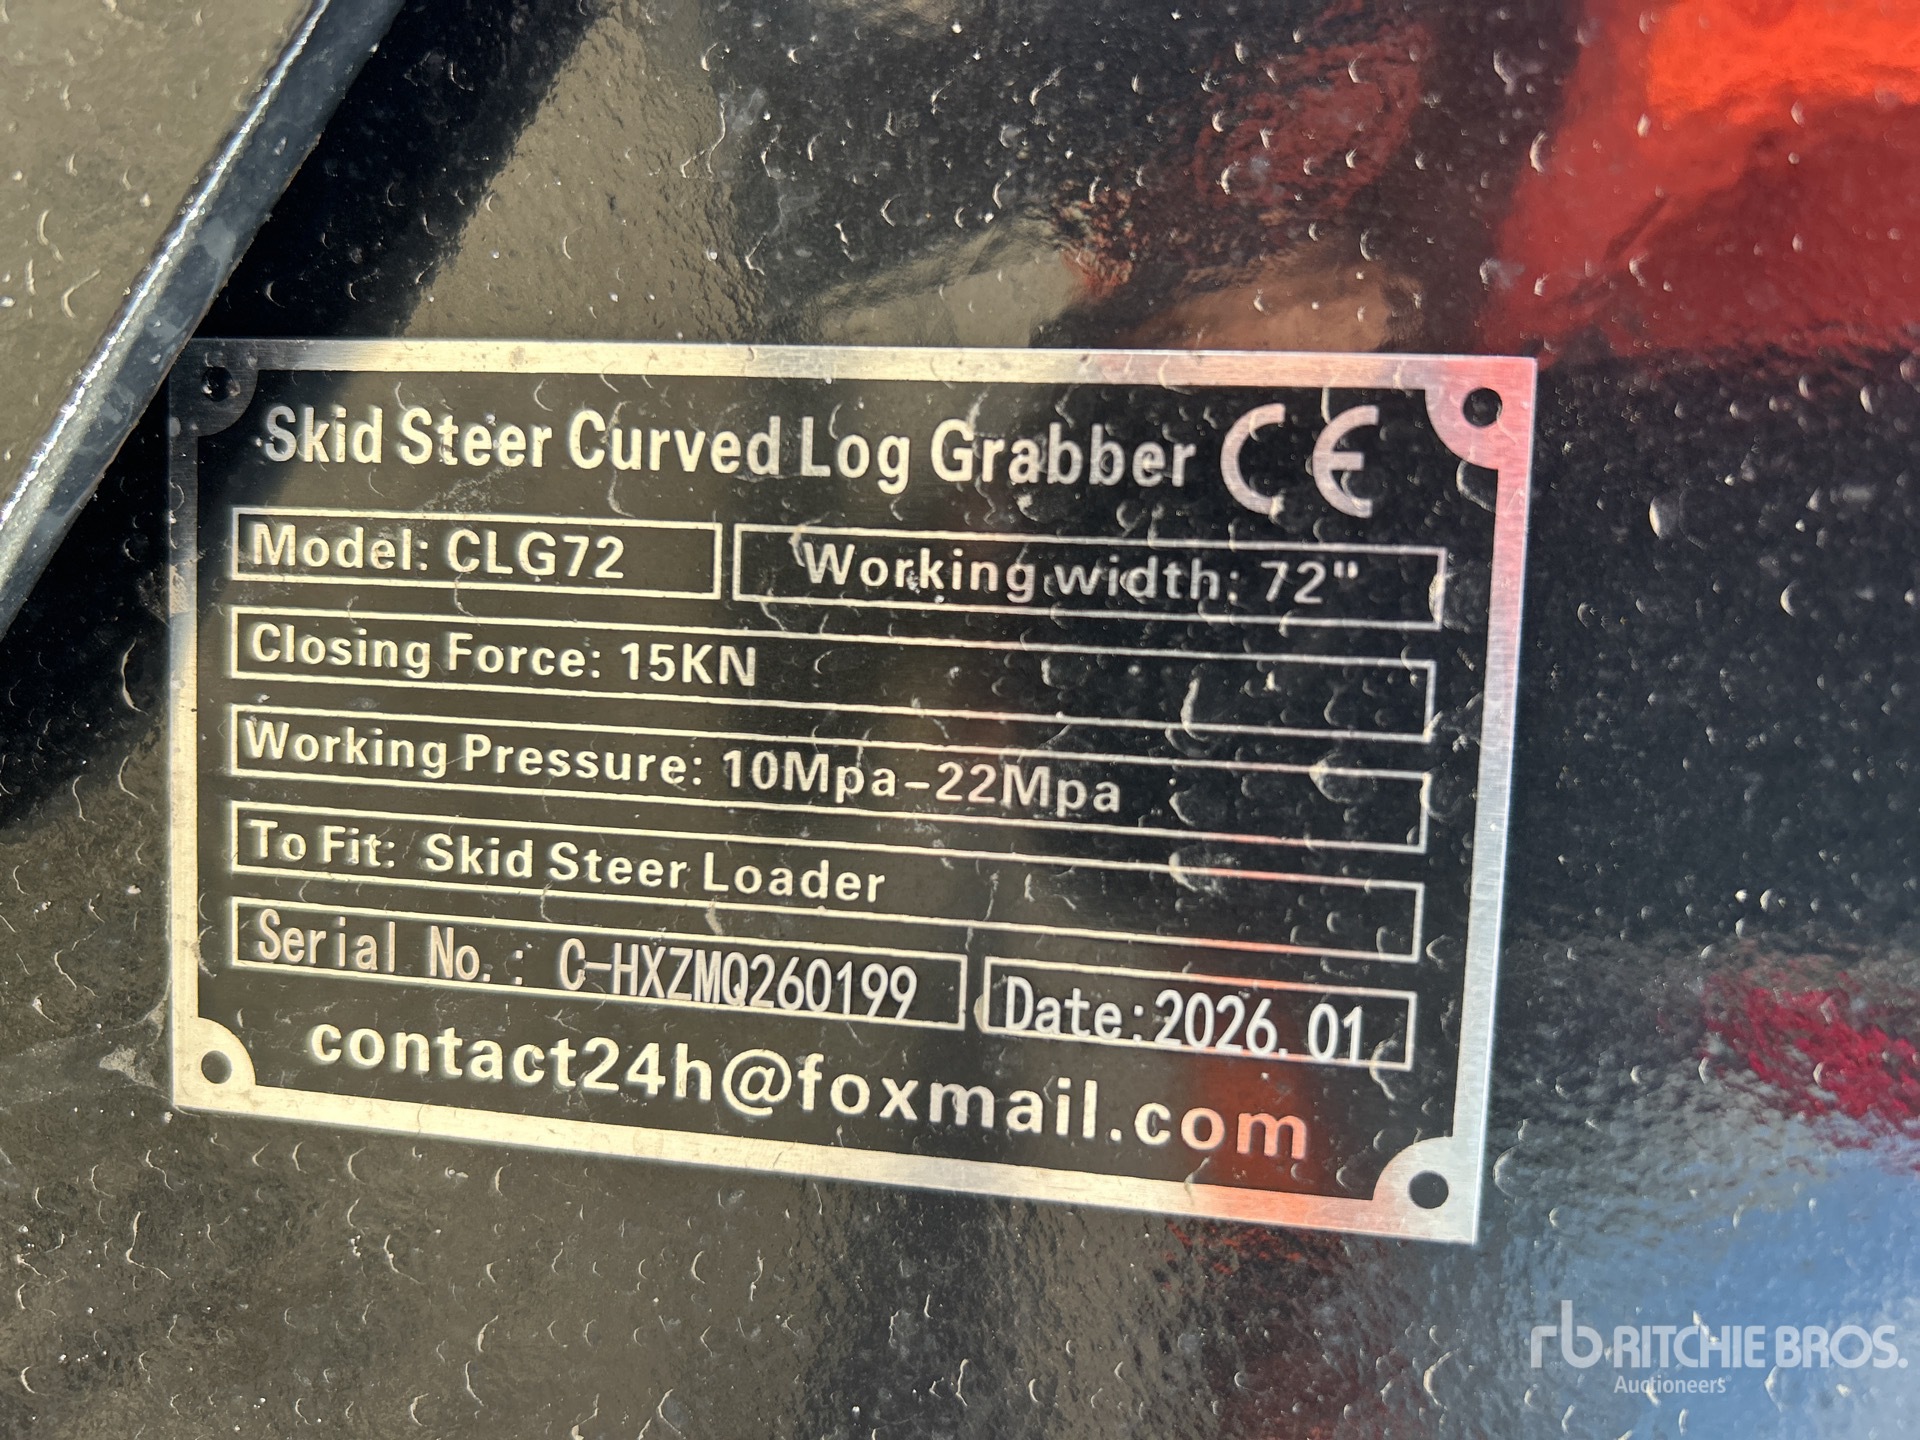 Skid Steer Curved Log Grabber CE
Model: CLG72 Working width: 72"
Closing Force: 15KN
Working Pressure: 10Mpa-22Mpa
To Fit: Skid Steer Loader
Serial No.: C-HXZMQ260199 Date:2026.01
contact24h@foxmail.com
rb RITCHIE BROS.
Auctioneers